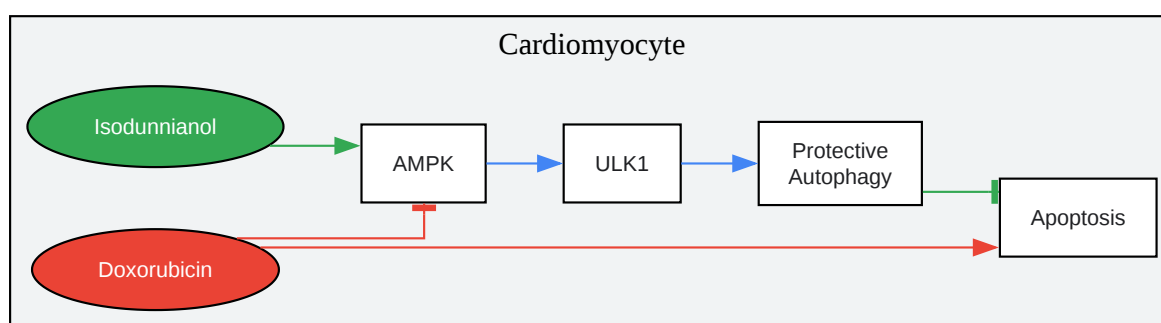 Cardiomyocyte
Isodunnianol
AMPK
ULK1
Protective
Autophagy
Apoptosis
Doxorubicin